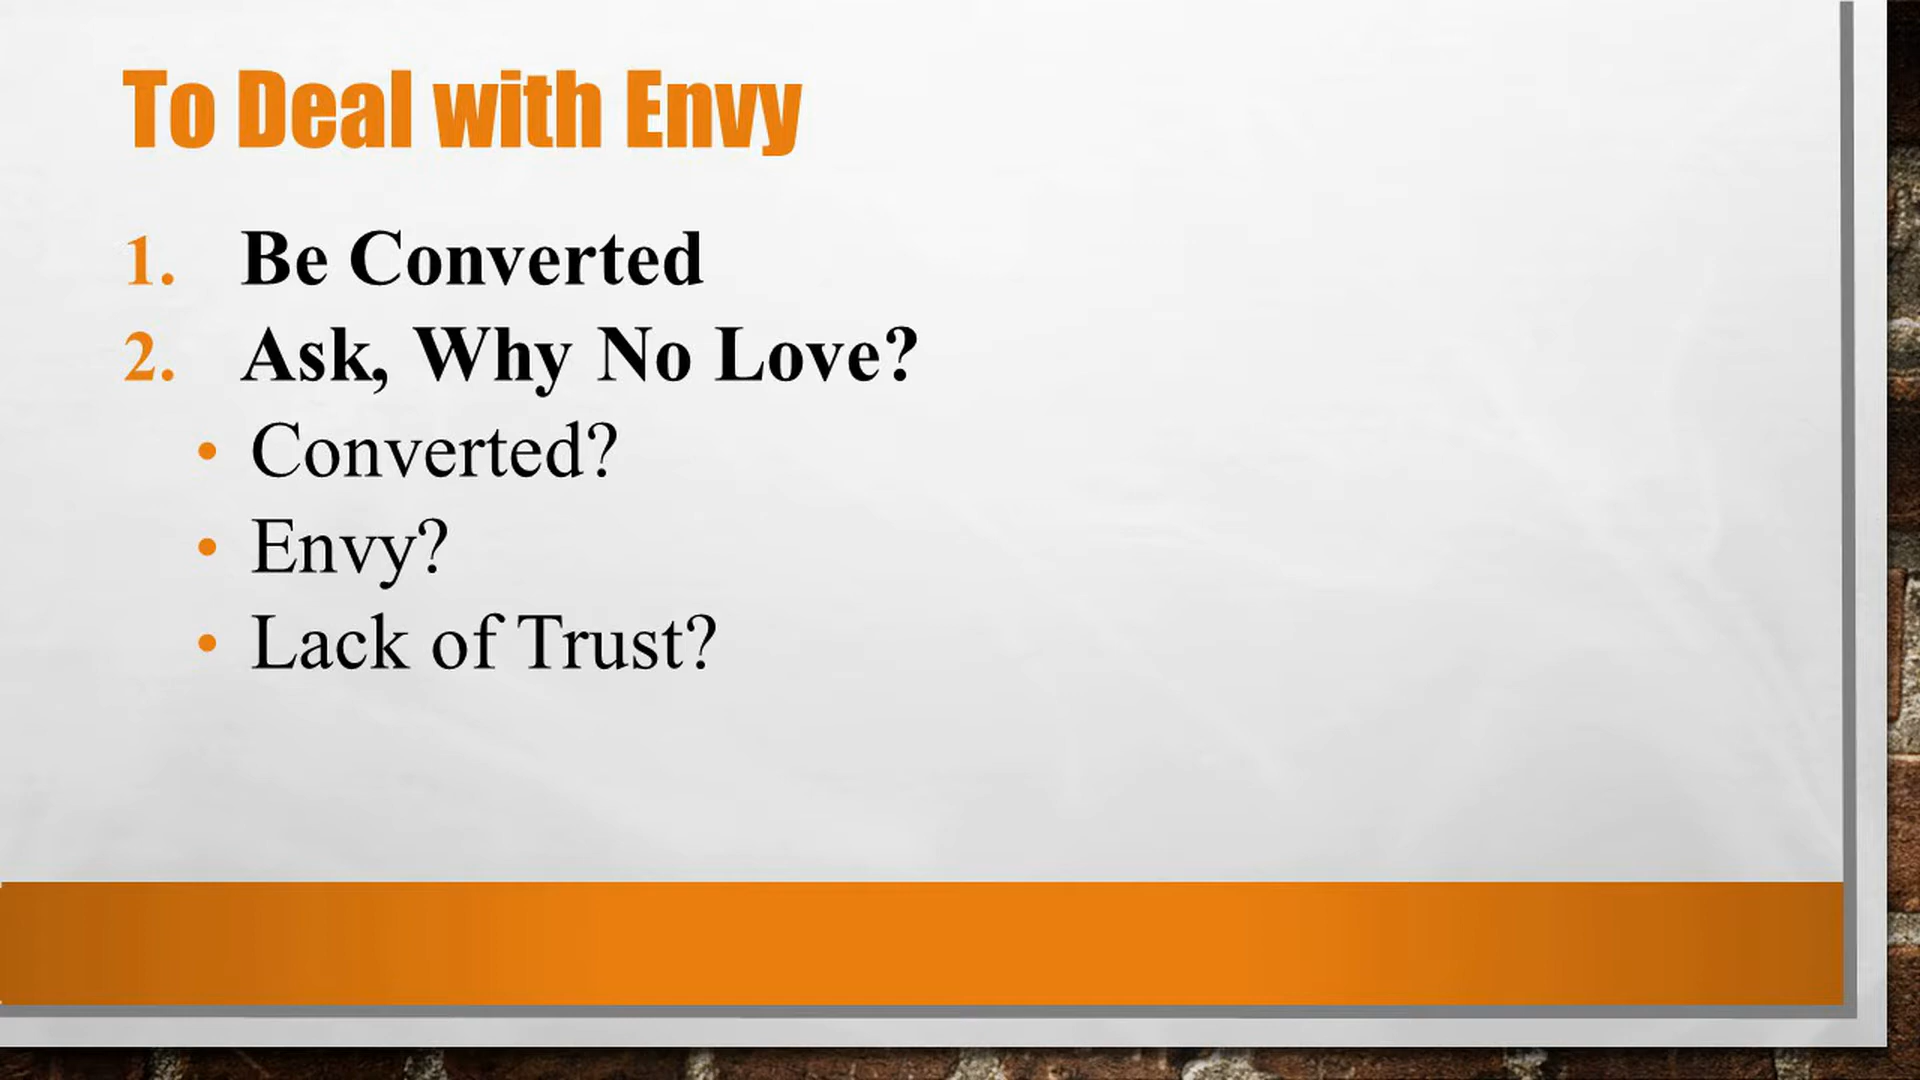 To Deal with Envy
1. Be Converted
2. Ask, Why No Love?
• Converted?
• Envy?
• Lack of Trust?